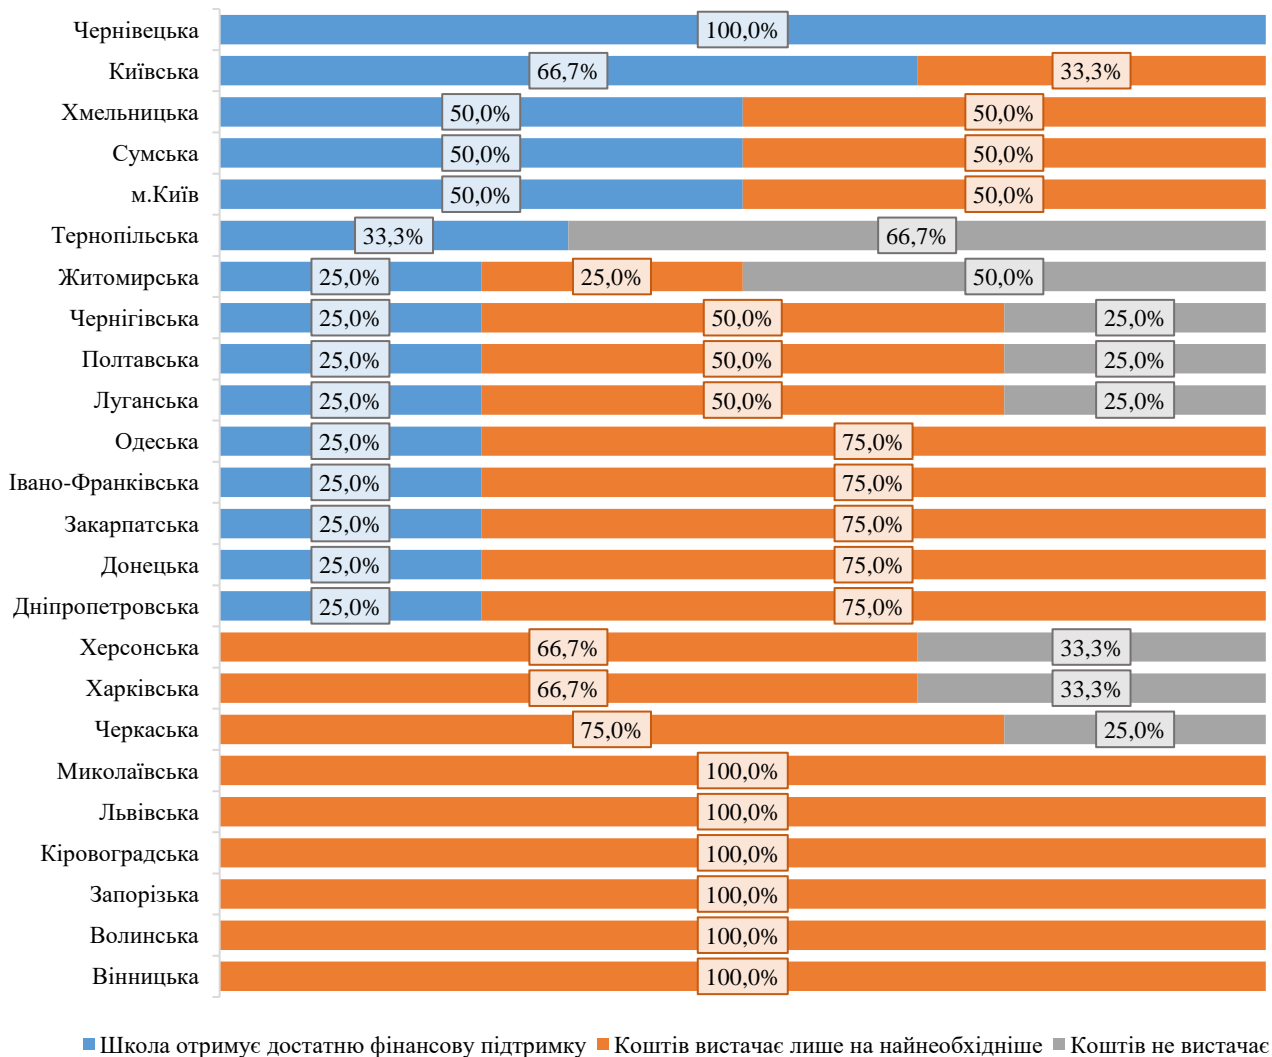 Чернівецька 100,0%
Київська 66,7% 33,3%
Хмельницька 50,0% 50,0%
Сумська 50,0% 50,0%
м.Київ 50,0% 50,0%
Тернопільська 33,3% 66,7%
Житомирська 25,0% 25,0% 50,0%
Чернігівська 25,0% 50,0% 25,0%
Полтавська 25,0% 50,0% 25,0%
Луганська 25,0% 50,0% 25,0%
Одеська 25,0% 75,0%
Івано-Франківська 25,0% 75,0%
Закарпатська 25,0% 75,0%
Донецька 25,0% 75,0%
Дніпропетровська 25,0% 75,0%
Херсонська 66,7% 33,3%
Харківська 66,7% 33,3%
Черкаська 75,0% 25,0%
Миколаївська 100,0%
Львівська 100,0%
Кіровоградська 100,0%
Запорізька 100,0%
Волинська 100,0%
Вінницька 100,0%
Школа отримує достатню фінансову підтримку Коштів вистачає лише на найнеобхідніше Коштів не вистачає